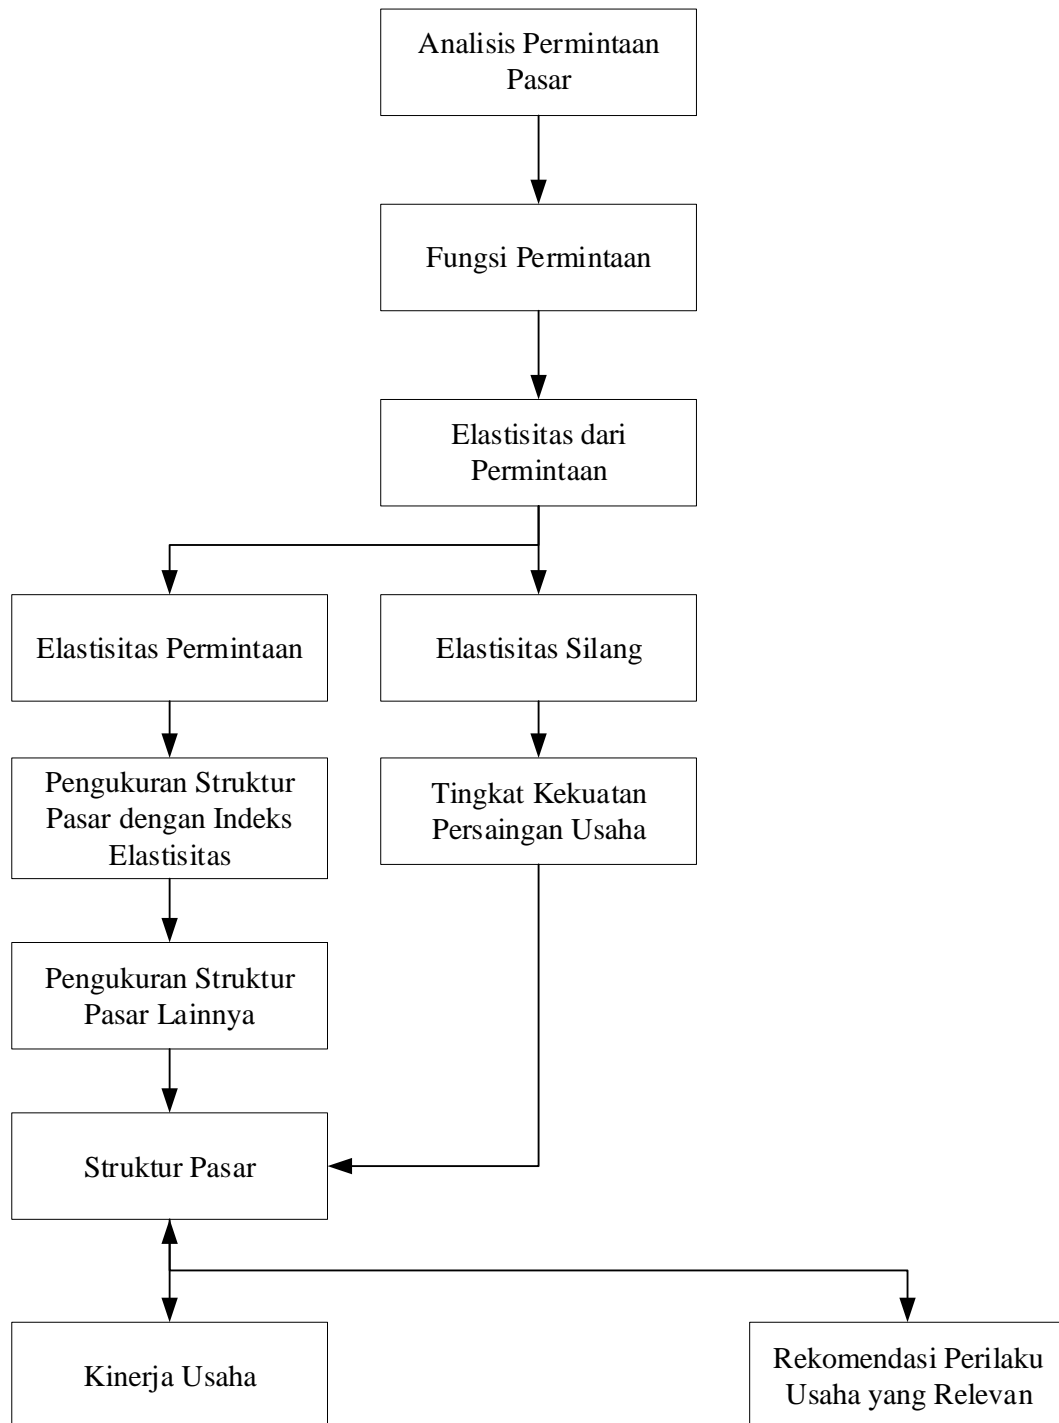 Analisis Permintaan
Pasar
Fungsi Permintaan
Elastisitas dari
Permintaan
Elastisitas Permintaan
Elastisitas Silang
Pengukuran Struktur
Pasar dengan Indeks
Elastisitas
Tingkat Kekuatan
Persaingan Usaha
Pengukuran Struktur
Pasar Lainnya
Struktur Pasar
Kinerja Usaha
Rekomendasi Perilaku
Usaha yang Relevan